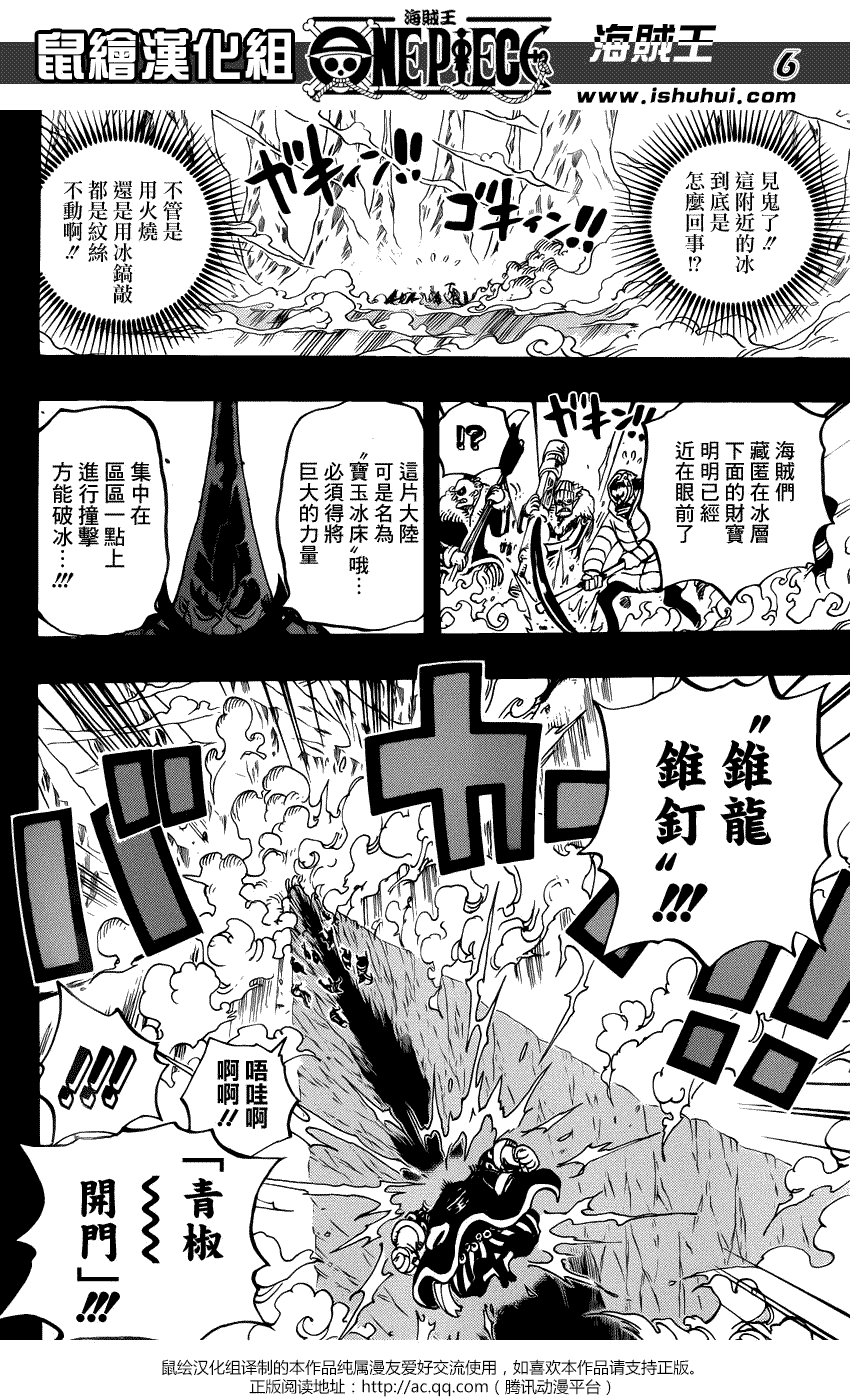 鼠繪漢化組
海賊王
ONE PIECE
海賊王
6
www.ishuhui.com
見鬼了!!
這附近的冰
到底是
怎麼回事!?
ガキィン!!
ゴキィン!!
不管是
用火燒
還是用冰鎬敲
都是紋絲
不動啊!!
海賊們
藏匿在冰層
下面的財寶
明明已經
近在眼前了
ガキン!!
!?
這片大陸
可是名為
“寶玉冰床”哦…
必須得將
巨大的力量
集中在
區區一點上
進行撞擊
方能破冰…!!!
“錐龍
錐釘”!!!
バカン!!
唔哇啊
啊啊!!
!!!
「青椒
~~
開門」!!!
鼠绘汉化组译制的本作品纯属漫友爱好交流使用，如喜欢本作品请支持正版。
正版阅读地址：http://ac.qq.com（腾讯动漫平台）